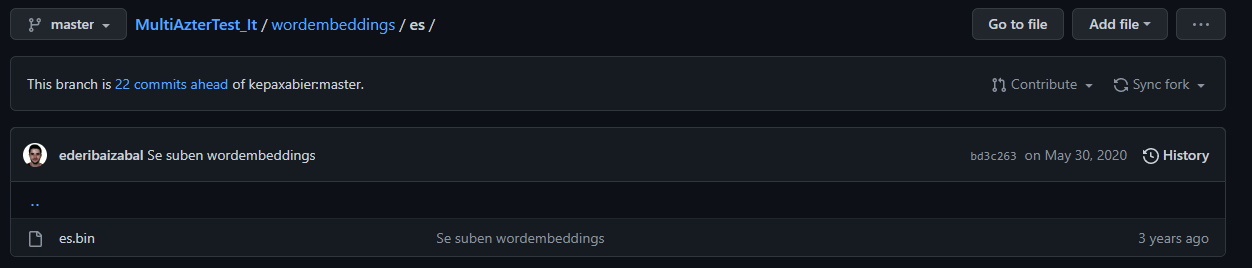 master MultiAzterTest_It / wordembeddings / es / Go to file Add file ...
This branch is 22 commits ahead of kepaxabier:master. Contribute Sync fork
ederibaizabal Se suben wordembeddings bd3c263 on May 30, 2020 History
..
es.bin Se suben wordembeddings 3 years ago